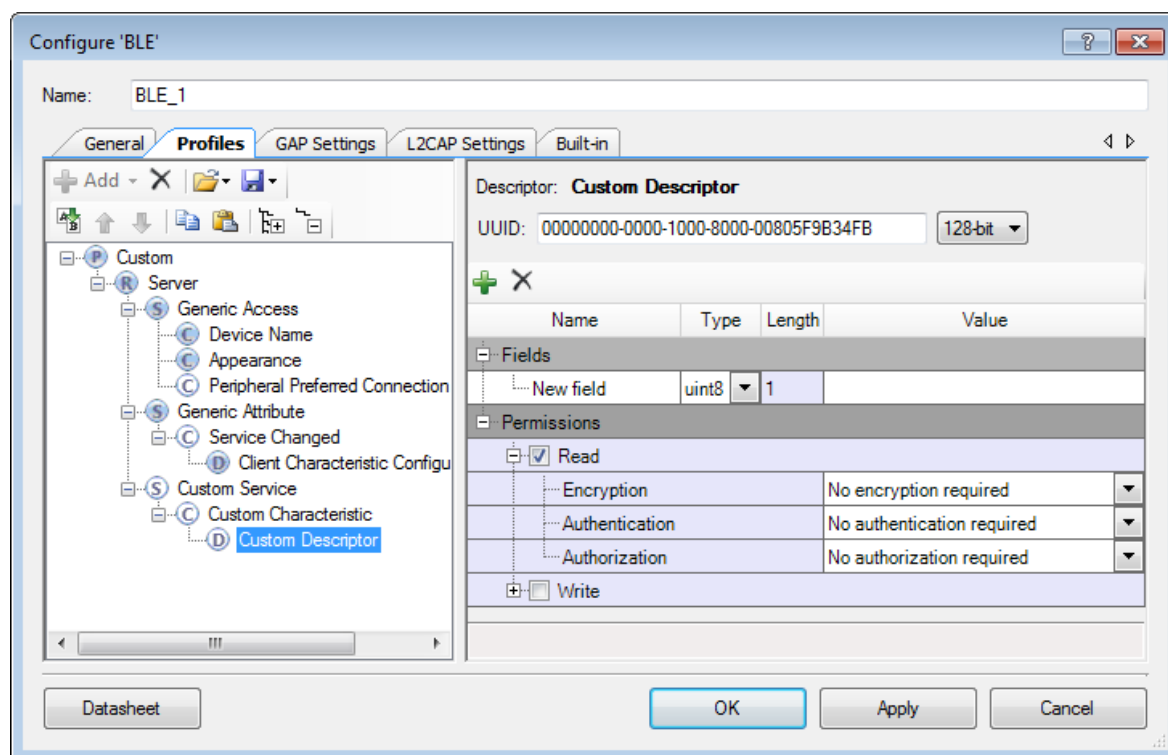 Configure 'BLE'
Name: BLE_1
General Profiles GAP Settings L2CAP Settings Built-in
Add
Descriptor: Custom Descriptor
UUID: 00000000-0000-1000-8000-00805F9B34FB 128-bit
P Custom
R Server
S Generic Access
C Device Name
C Appearance
C Peripheral Preferred Connection
S Generic Attribute
C Service Changed
D Client Characteristic Configu
S Custom Service
C Custom Characteristic
D Custom Descriptor
Name Type Length Value
Fields
New field uint8 1
Permissions
Read
Encryption No encryption required
Authentication No authentication required
Authorization No authorization required
Write
Datasheet OK Apply Cancel